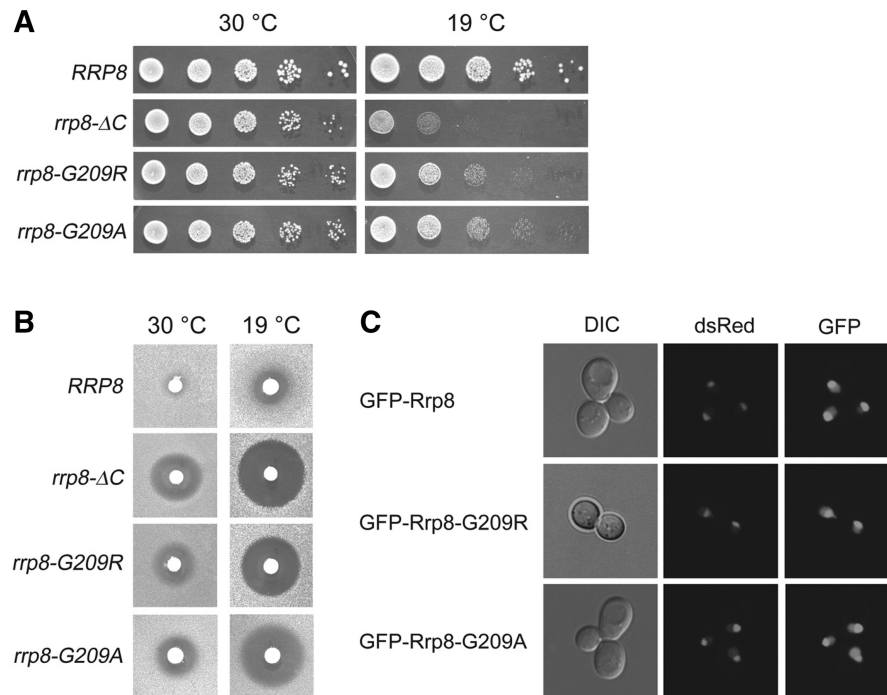 A
30 °C 19 °C
RRP8
rrp8-ΔC
rrp8-G209R
rrp8-G209A
B
30 °C 19 °C
RRP8
rrp8-ΔC
rrp8-G209R
rrp8-G209A
C
DIC dsRed GFP
GFP-Rrp8
GFP-Rrp8-G209R
GFP-Rrp8-G209A